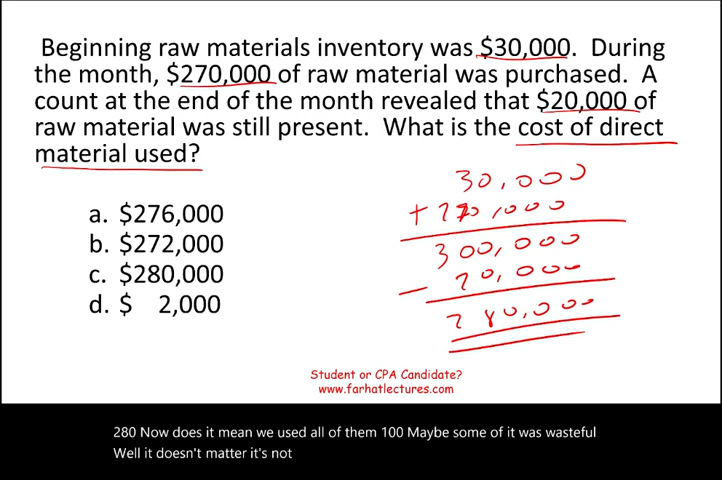 Beginning raw materials inventory was $30,000. During
the month, $270,000 of raw material was purchased. A
count at the end of the month revealed that $20,000 of
raw material was still present. What is the cost of direct
material used?
30,000
+ 270,000
a. $276,000
300,000
b. $272,000
- 20,000
c. $280,000
280,000
d. $ 2,000
Student or CPA Candidate?
www.farhatlectures.com
280 Now does it mean we used all of them 100 Maybe some of it was wasteful
Well it doesn't matter it's not